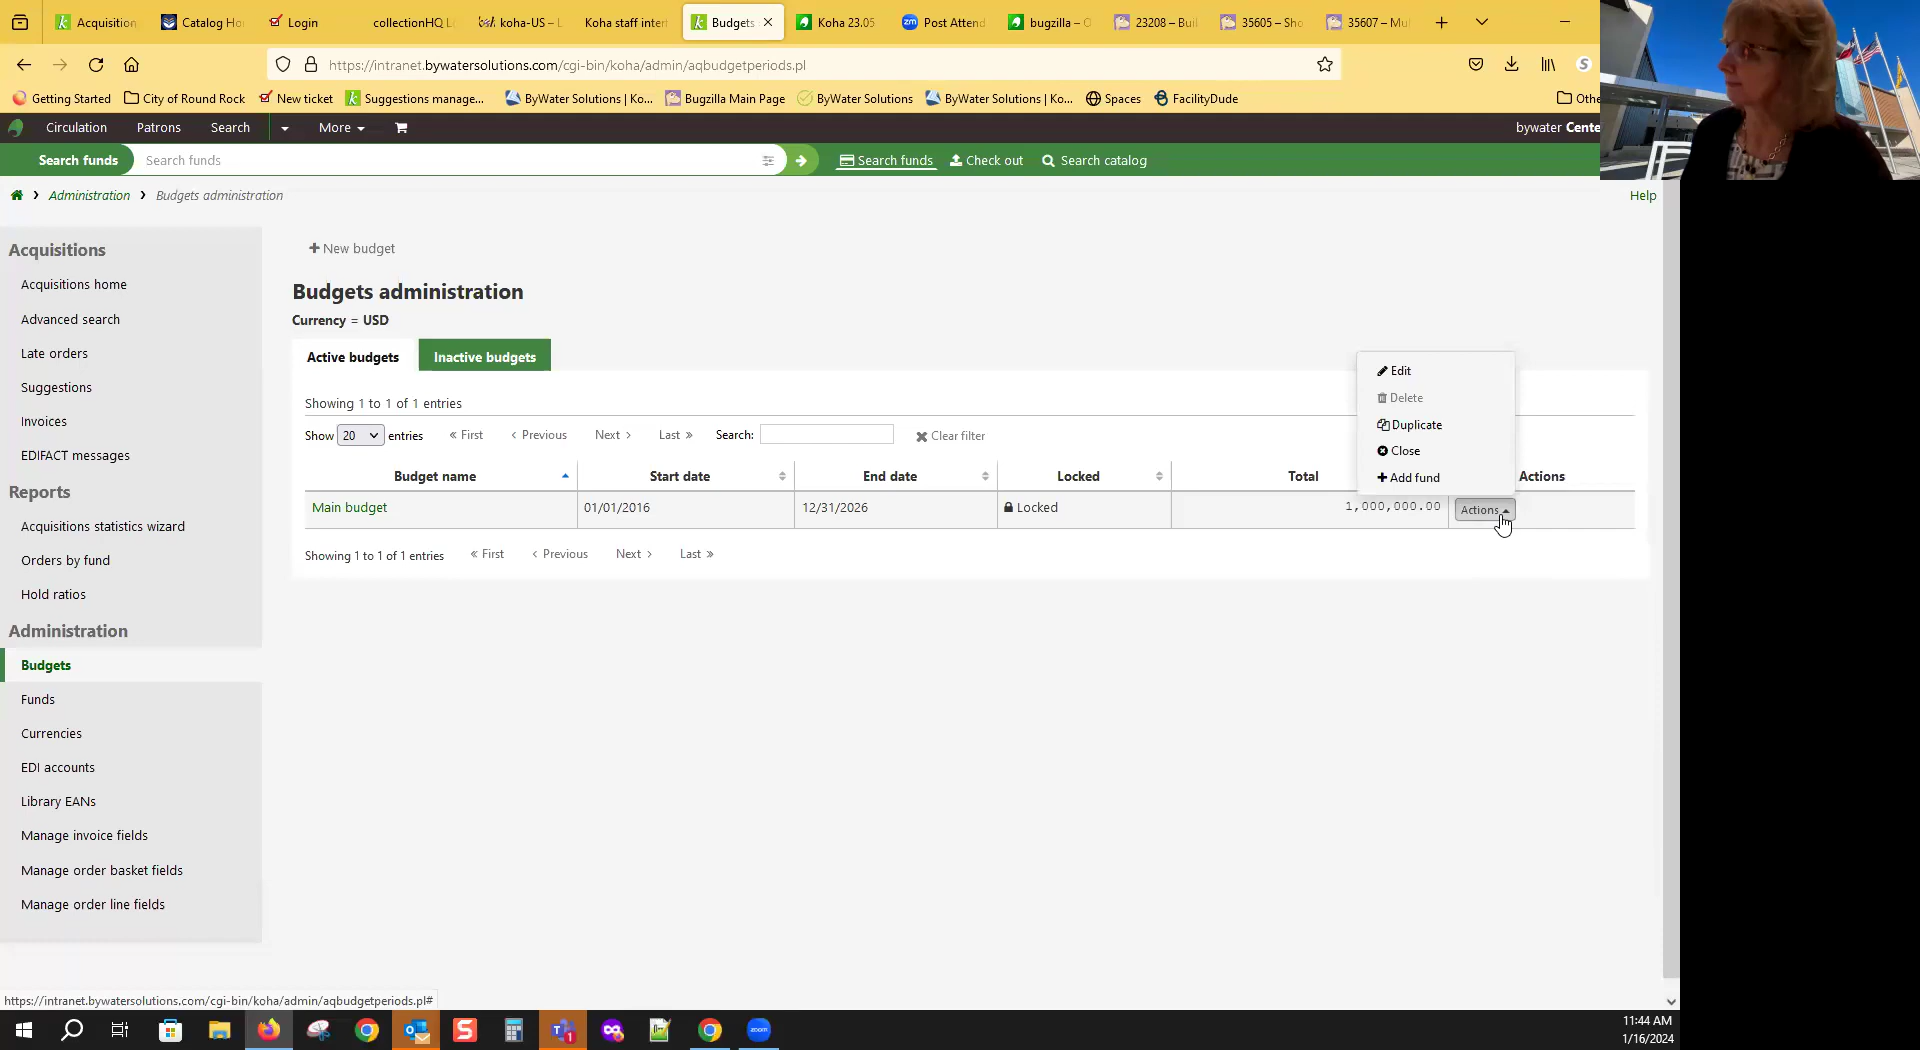 Acquisition
Catalog Ho
Login
collectionHQ L
koha-US – L
Koha staff inter
Budgets
Koha 23.05
Post Attend
bugzilla – O
23208 – Bui
35605 – Sho
35607 – Mul
https://intranet.bywatersolutions.com/cgi-bin/koha/admin/aqbudgetperiods.pl
Getting Started
City of Round Rock
New ticket
Suggestions manage...
ByWater Solutions | Ko...
Bugzilla Main Page
ByWater Solutions
ByWater Solutions | Ko...
Spaces
FacilityDude
Othe
Circulation
Patrons
Search
More
bywater Cente
Search funds
Search funds
Search funds
Check out
Search catalog
Administration
Budgets administration
Help
Acquisitions
Acquisitions home
Advanced search
Late orders
Suggestions
Invoices
EDIFACT messages
Reports
Acquisitions statistics wizard
Orders by fund
Hold ratios
Administration
Budgets
Funds
Currencies
EDI accounts
Library EANs
Manage invoice fields
Manage order basket fields
Manage order line fields
+ New budget
Budgets administration
Currency = USD
Active budgets
Inactive budgets
Showing 1 to 1 of 1 entries
Show 20 entries
« First
‹ Previous
Next ›
Last »
Search:
Clear filter
Edit
Delete
Duplicate
Close
+ Add fund
Budget name
Start date
End date
Locked
Total
Actions
Main budget
01/01/2016
12/31/2026
Locked
1,000,000.00
Actions
Showing 1 to 1 of 1 entries
« First
‹ Previous
Next ›
Last »
https://intranet.bywatersolutions.com/cgi-bin/koha/admin/aqbudgetperiods.pl#
zoom
11:44 AM
1/16/2024